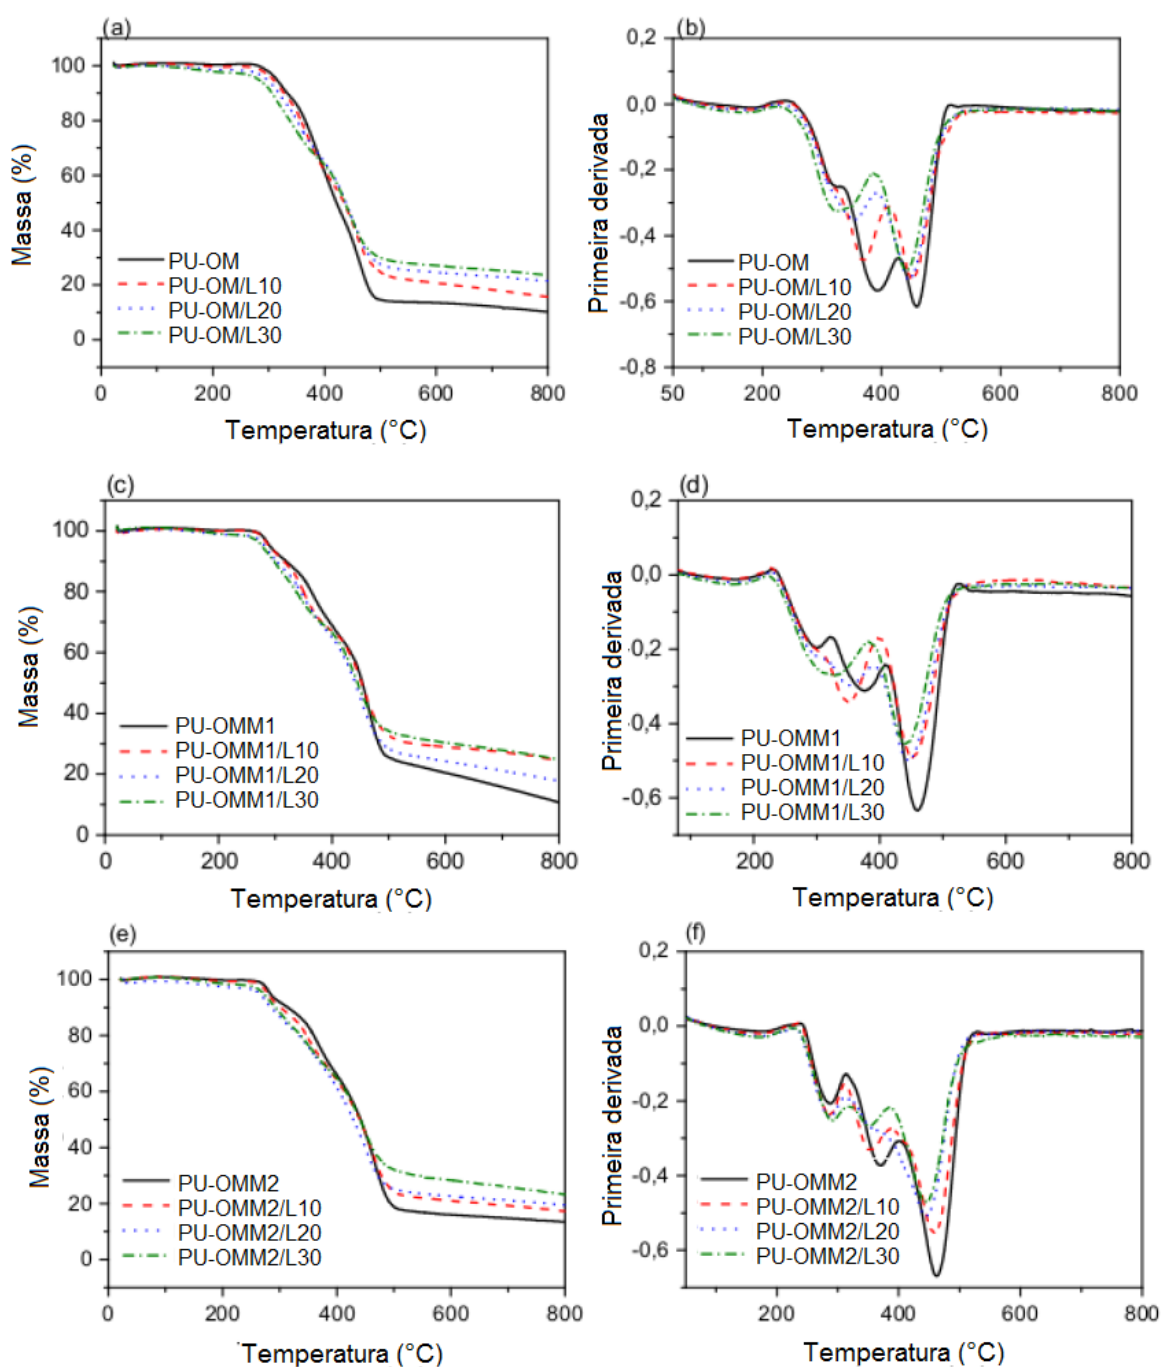 (a)
Massa (%)
100
80
60
40
20
0
PU-OM
PU-OM/L10
PU-OM/L20
PU-OM/L30
0 200 400 600 800
Temperatura (°C)
(b)
Primeira derivada
0,2
0,0
-0,2
-0,4
-0,6
-0,8
PU-OM
PU-OM/L10
PU-OM/L20
PU-OM/L30
50 200 400 600 800
Temperatura (°C)
(c)
Massa (%)
100
80
60
40
20
0
PU-OMM1
PU-OMM1/L10
PU-OMM1/L20
PU-OMM1/L30
0 200 400 600 800
Temperatura (°C)
(d)
Primeira derivada
0,2
0,0
-0,2
-0,4
-0,6
PU-OMM1
PU-OMM1/L10
PU-OMM1/L20
PU-OMM1/L30
200 400 600 800
Temperatura (°C)
(e)
Massa (%)
100
80
60
40
20
0
PU-OMM2
PU-OMM2/L10
PU-OMM2/L20
PU-OMM2/L30
0 200 400 600 800
Temperatura (°C)
(f)
Primeira derivada
0,2
0,0
-0,2
-0,4
-0,6
PU-OMM2
PU-OMM2/L10
PU-OMM2/L20
PU-OMM2/L30
200 400 600 800
Temperatura (°C)